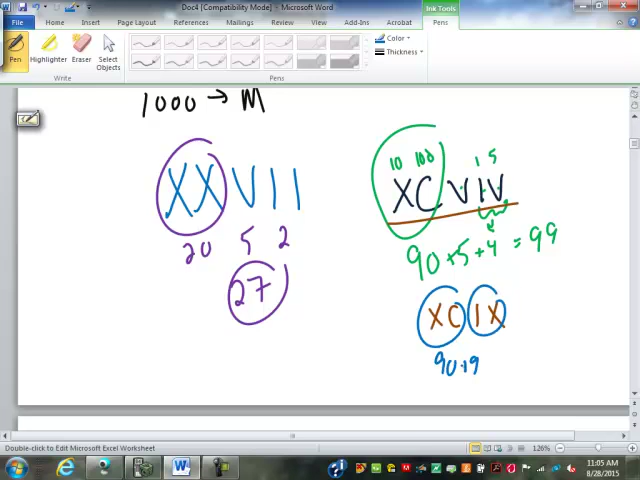 Doc4 [Compatibility Mode] - Microsoft Word
Ink Tools
File Home Insert Page Layout References Mailings Review View Add-Ins Acrobat Pens
Pen Highlighter Eraser Select Objects
Color
Thickness
Write Pens
1000 → M
XXVII
20 5 2
27
10 100 1 5
XCVIV
90+5+4 = 99
XCIX
90+9
Double-click to Edit Microsoft Excel Worksheet
126%
11:05 AM
8/28/2015